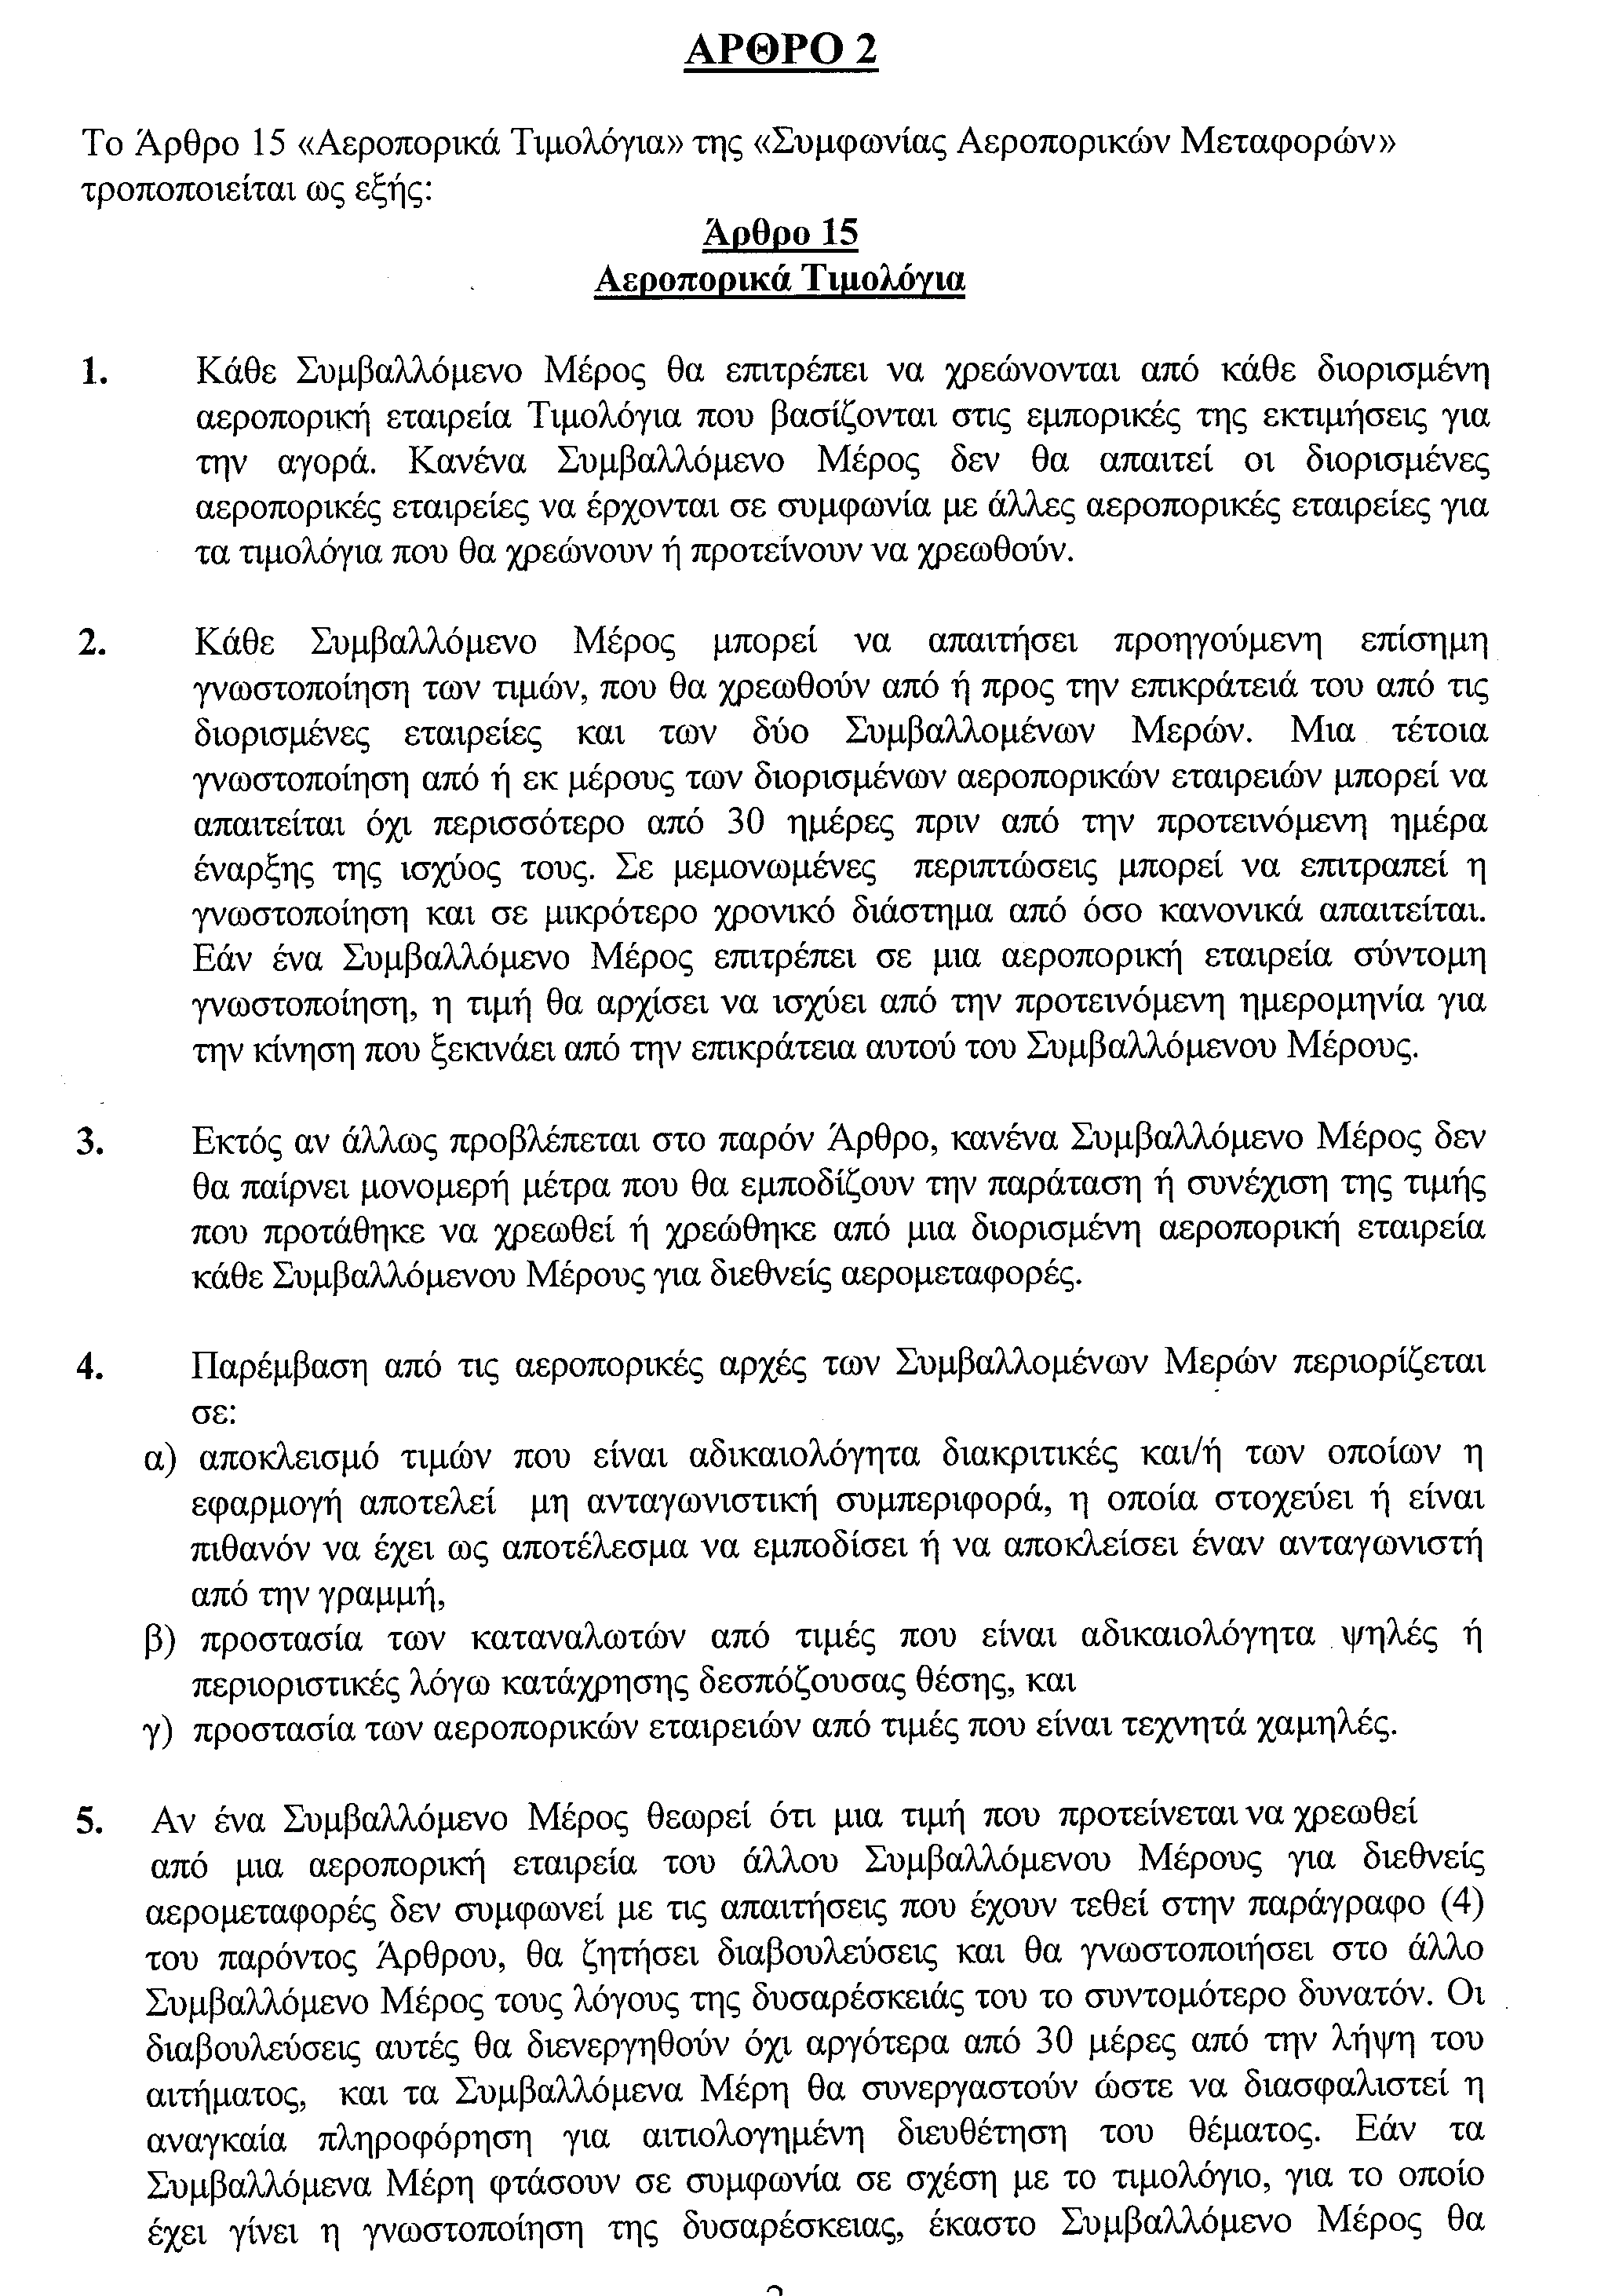 ΑΡΘΡΟ 2
Το Άρθρο 15 «Αεροπορικά Τιμολόγια» της «Συμφωνίας Αεροπορικών Μεταφορών»
τροποποιείται ως εξής:
Άρθρο 15
Αεροπορικά Τιμολόγια
1. Κάθε Συμβαλλόμενο Μέρος θα επιτρέπει να χρεώνονται από κάθε διορισμένη
αεροπορική εταιρεία Τιμολόγια που βασίζονται στις εμπορικές της εκτιμήσεις για
την αγορά. Κανένα Συμβαλλόμενο Μέρος δεν θα απαιτεί οι διορισμένες
αεροπορικές εταιρείες να έρχονται σε συμφωνία με άλλες αεροπορικές εταιρείες για
τα τιμολόγια που θα χρεώνουν ή προτείνουν να χρεωθούν.
2. Κάθε Συμβαλλόμενο Μέρος μπορεί να απαιτήσει προηγούμενη επίσημη
γνωστοποίηση των τιμών, που θα χρεωθούν από ή προς την επικράτειά του από τις
διορισμένες εταιρείες και των δύο Συμβαλλομένων Μερών. Μια τέτοια
γνωστοποίηση από ή εκ μέρους των διορισμένων αεροπορικών εταιρειών μπορεί να
απαιτείται όχι περισσότερο από 30 ημέρες πριν από την προτεινόμενη ημέρα
έναρξης της ισχύος τους. Σε μεμονωμένες περιπτώσεις μπορεί να επιτραπεί η
γνωστοποίηση και σε μικρότερο χρονικό διάστημα από όσο κανονικά απαιτείται.
Εάν ένα Συμβαλλόμενο Μέρος επιτρέπει σε μια αεροπορική εταιρεία σύντομη
γνωστοποίηση, η τιμή θα αρχίσει να ισχύει από την προτεινόμενη ημερομηνία για
την κίνηση που ξεκινάει από την επικράτεια αυτού του Συμβαλλόμενου Μέρους.
3. Εκτός αν άλλως προβλέπεται στο παρόν Άρθρο, κανένα Συμβαλλόμενο Μέρος δεν
θα παίρνει μονομερή μέτρα που θα εμποδίζουν την παράταση ή συνέχιση της τιμής
που προτάθηκε να χρεωθεί ή χρεώθηκε από μια διορισμένη αεροπορική εταιρεία
κάθε Συμβαλλόμενου Μέρους για διεθνείς αερομεταφορές.
4. Παρέμβαση από τις αεροπορικές αρχές των Συμβαλλομένων Μερών περιορίζεται
σε:
α) αποκλεισμό τιμών που είναι αδικαιολόγητα διακριτικές και/ή των οποίων η
εφαρμογή αποτελεί μη ανταγωνιστική συμπεριφορά, η οποία στοχεύει ή είναι
πιθανόν να έχει ως αποτέλεσμα να εμποδίσει ή να αποκλείσει έναν ανταγωνιστή
από την γραμμή,
β) προστασία των καταναλωτών από τιμές που είναι αδικαιολόγητα ψηλές ή
περιοριστικές λόγω κατάχρησης δεσπόζουσας θέσης, και
γ) προστασία των αεροπορικών εταιρειών από τιμές που είναι τεχνητά χαμηλές.
5. Αν ένα Συμβαλλόμενο Μέρος θεωρεί ότι μια τιμή που προτείνεται να χρεωθεί
από μια αεροπορική εταιρεία του άλλου Συμβαλλόμενου Μέρους για διεθνείς
αερομεταφορές δεν συμφωνεί με τις απαιτήσεις που έχουν τεθεί στην παράγραφο (4)
του παρόντος Άρθρου, θα ζητήσει διαβουλεύσεις και θα γνωστοποιήσει στο άλλο
Συμβαλλόμενο Μέρος τους λόγους της δυσαρέσκειάς του το συντομότερο δυνατόν. Οι
διαβουλεύσεις αυτές θα διενεργηθούν όχι αργότερα από 30 μέρες από την λήψη του
αιτήματος, και τα Συμβαλλόμενα Μέρη θα συνεργαστούν ώστε να διασφαλιστεί η
αναγκαία πληροφόρηση για αιτιολογημένη διευθέτηση του θέματος. Εάν τα
Συμβαλλόμενα Μέρη φτάσουν σε συμφωνία σε σχέση με το τιμολόγιο, για το οποίο
έχει γίνει η γνωστοποίηση της δυσαρέσκειας, έκαστο Συμβαλλόμενο Μέρος θα